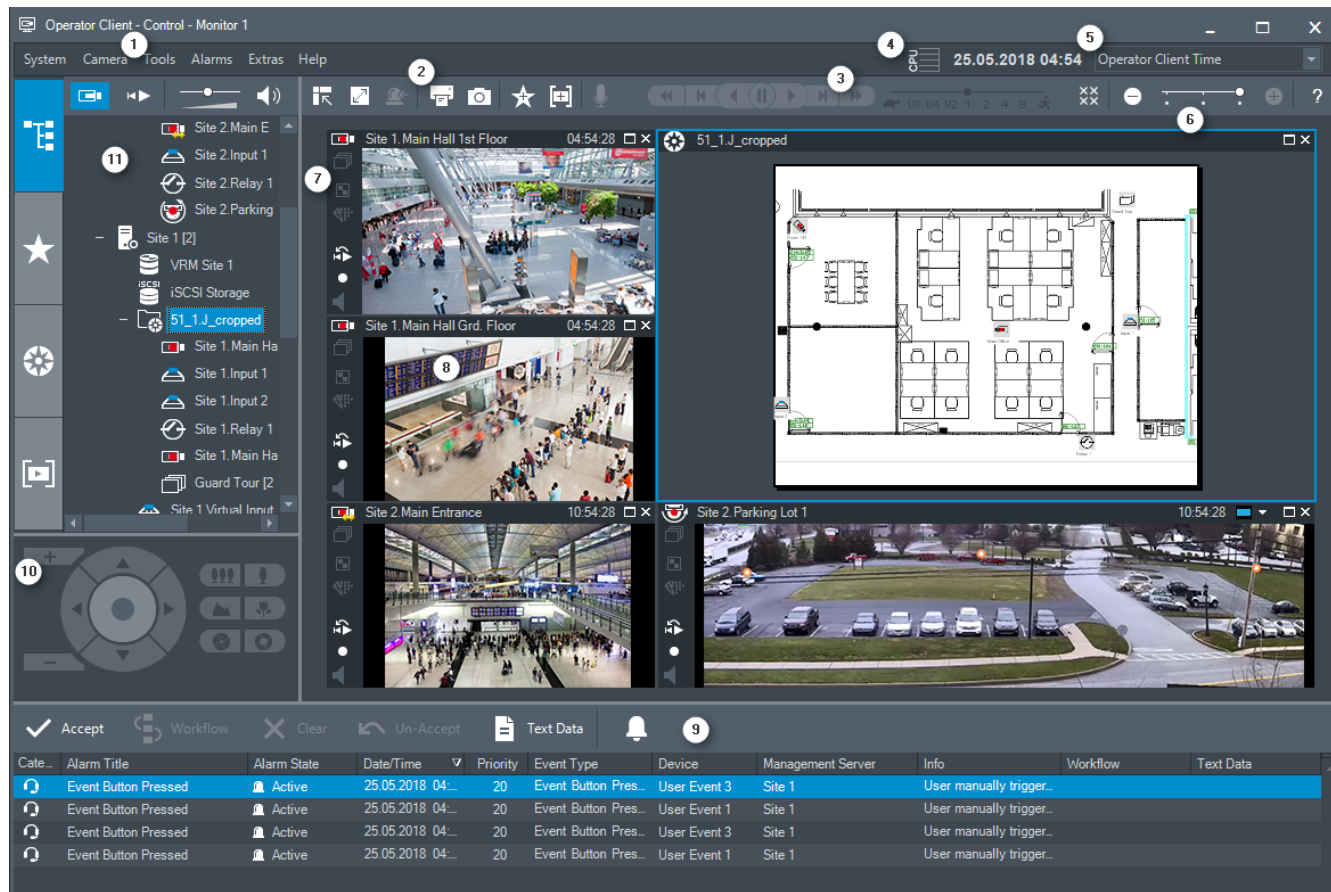 Operator Client - Control - Monitor 1
System Camera Tools Alarms Extras Help
1
4
CPU
25.05.2018 04:54
5
Operator Client Time
2
3
1/8 1/4 1/2 1 2 4 8
6
?
11
Site 2.Main E
Site 2.Input 1
Site 2.Relay 1
Site 2.Parking
Site 1 [2]
VRM Site 1
iSCSI
iSCSI Storage
51_1.J_cropped
Site 1.Main Ha
Site 1.Input 1
Site 1.Input 2
Site 1.Relay 1
Site 1.Main Ha
Guard Tour [2
Site 1.Virtual Input
10
7
Site 1.Main Hall 1st Floor 04:54:28
Site 1.Main Hall Grd. Floor 04:54:28
8
Site 2.Main Entrance 10:54:28
51_1.J_cropped
Main Office
Input 1
Input 2
Relay 1
Site 2.Parking Lot 1 10:54:28
Accept Workflow Clear Un-Accept Text Data
9
Cate... Alarm Title Alarm State Date/Time Priority Event Type Device Management Server Info Workflow Text Data
Event Button Pressed Active 25.05.2018 04:... 20 Event Button Pres... User Event 3 Site 1 User manually trigger...
Event Button Pressed Active 25.05.2018 04:... 20 Event Button Pres... User Event 1 Site 1 User manually trigger...
Event Button Pressed Active 25.05.2018 04:... 20 Event Button Pres... User Event 3 Site 1 User manually trigger...
Event Button Pressed Active 25.05.2018 04:... 20 Event Button Pres... User Event 1 Site 1 User manually trigger...